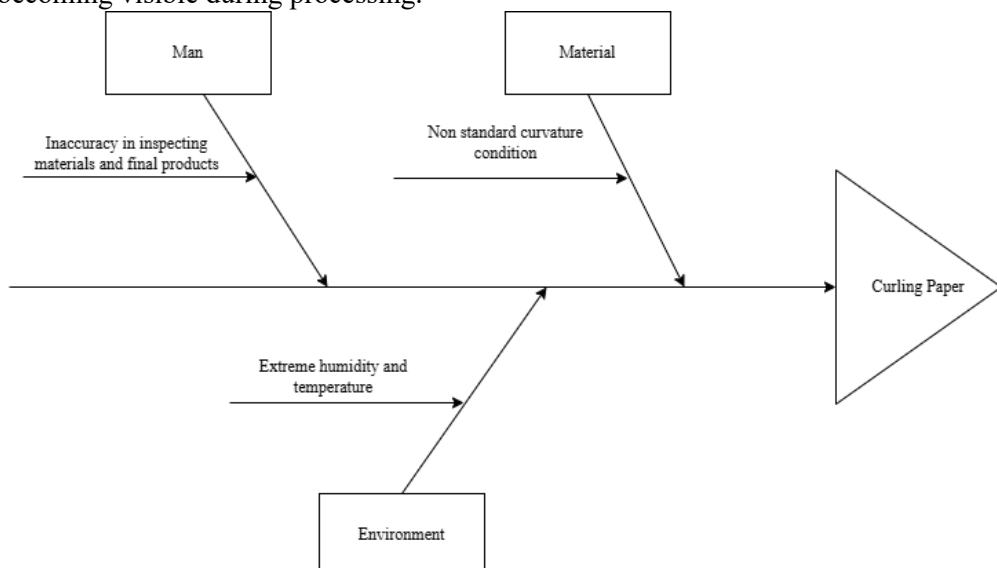 becoming visible during processing.
Man
Material
Inaccuracy in inspecting
materials and final products
Non standard curvature
condition
Curling Paper
Extreme humidity and
temperature
Environment